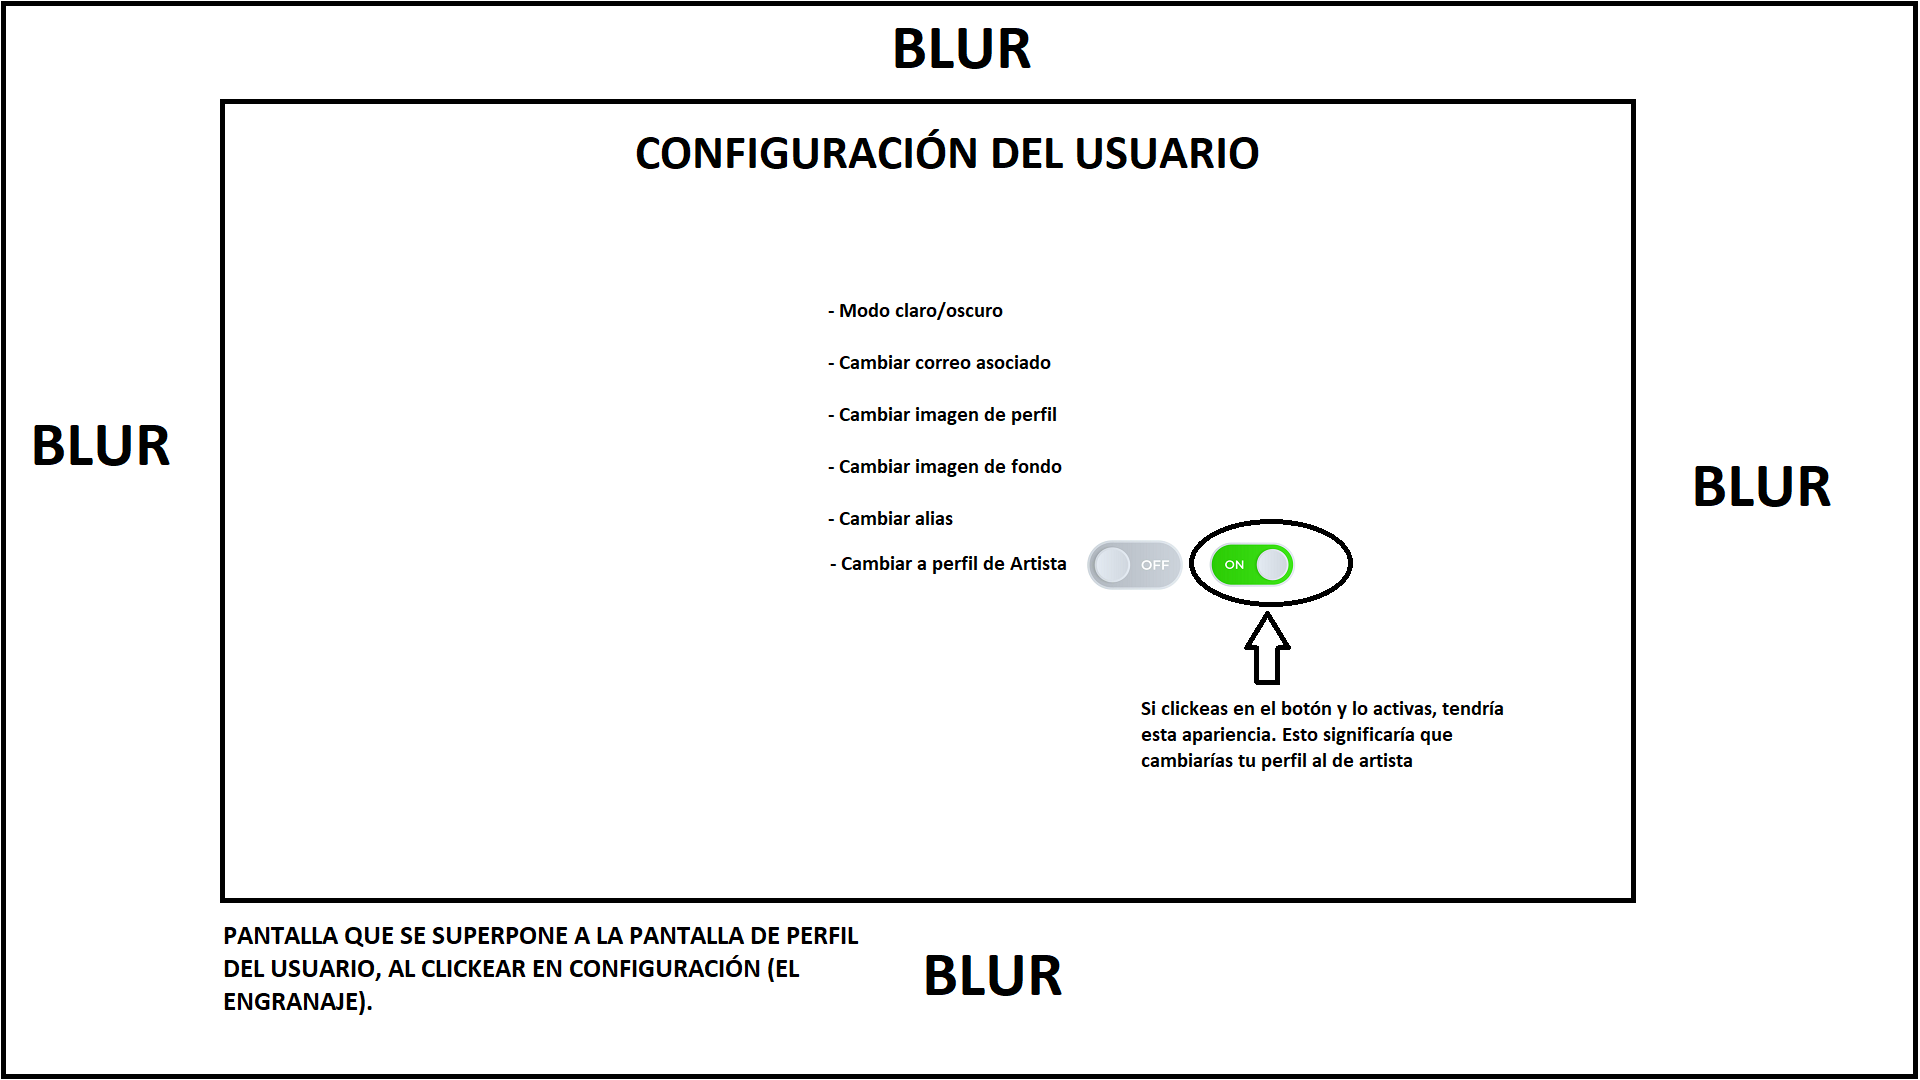 BLUR
CONFIGURACIÓN DEL USUARIO
- Modo claro/oscuro
- Cambiar correo asociado
- Cambiar imagen de perfil
BLUR
- Cambiar imagen de fondo
BLUR
- Cambiar alias
- Cambiar a perfil de Artista OFF ON
Si clickeas en el botón y lo activas, tendría
esta apariencia. Esto significaría que
cambiarías tu perfil al de artista
PANTALLA QUE SE SUPERPONE A LA PANTALLA DE PERFIL
DEL USUARIO, AL CLICKEAR EN CONFIGURACIÓN (EL
ENGRANAJE).
BLUR